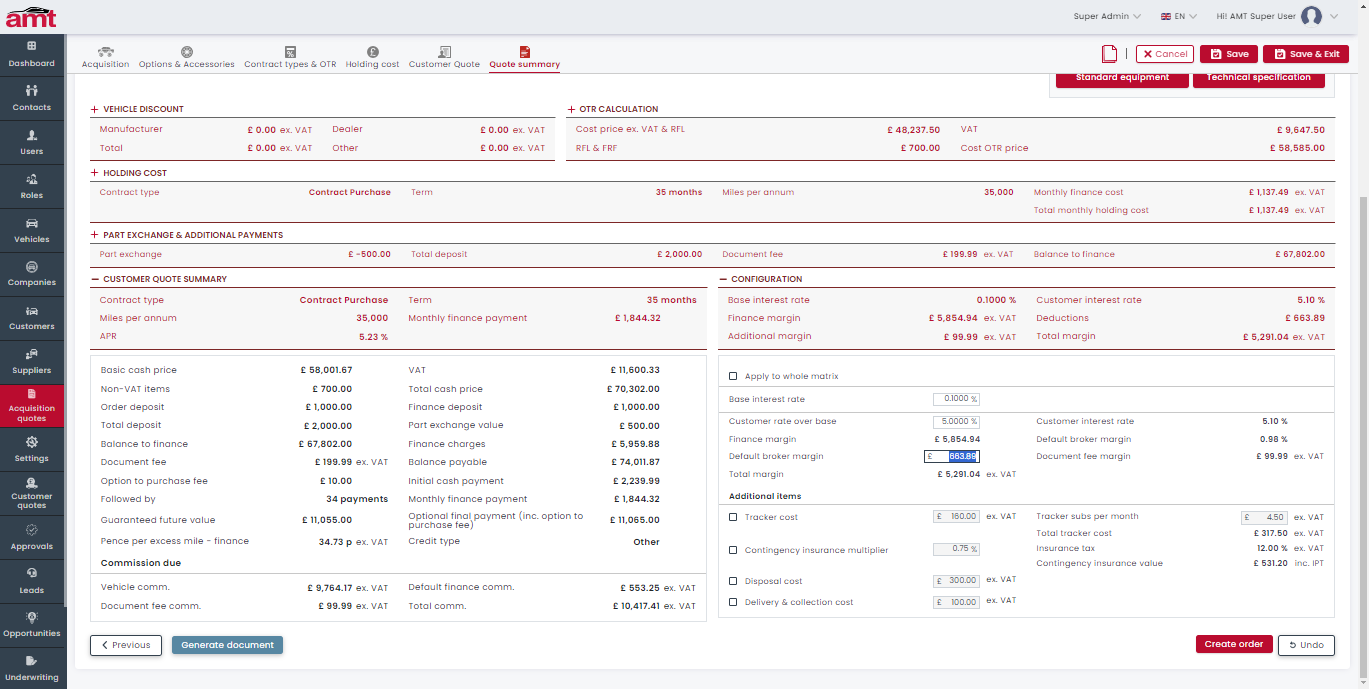 amt
Super Admin EN Hi! AMT Super User
Dashboard
Contacts
Users
Roles
Vehicles
Companies
Customers
Suppliers
Acquisition
quotes
Settings
Customer
quotes
Approvals
Leads
Opportunities
Underwriting
Acquisition Options & Accessories Contract types & OTR Holding cost Customer Quote Quote summary
Cancel Save Save & Exit
Standard equipment Technical specification
VEHICLE DISCOUNT
Manufacturer £ 0.00 ex. VAT Dealer £ 0.00 ex. VAT
Total £ 0.00 ex. VAT Other £ 0.00 ex. VAT
OTR CALCULATION
Cost price ex. VAT & RFL £ 48,237.50 VAT £ 9,647.50
RFL & FRF £ 700.00 Cost OTR price £ 58,585.00
HOLDING COST
Contract type Contract Purchase Term 35 months Miles per annum 35,000 Monthly finance cost £ 1,137.49 ex. VAT
Total monthly holding cost £ 1,137.49 ex. VAT
PART EXCHANGE & ADDITIONAL PAYMENTS
Part exchange £ -500.00 Total deposit £ 2,000.00 Document fee £ 199.99 ex. VAT Balance to finance £ 67,802.00
CUSTOMER QUOTE SUMMARY
Contract type Contract Purchase Term 35 months
Miles per annum 35,000 Monthly finance payment £ 1,844.32
APR 5.23 %
Basic cash price £ 58,001.67 VAT £ 11,600.33
Non-VAT items £ 700.00 Total cash price £ 70,302.00
Order deposit £ 1,000.00 Finance deposit £ 1,000.00
Total deposit £ 2,000.00 Part exchange value £ 500.00
Balance to finance £ 67,802.00 Finance charges £ 5,959.88
Document fee £ 199.99 ex. VAT Balance payable £ 74,011.87
Option to purchase fee £ 10.00 Initial cash payment £ 2,239.99
Followed by 34 payments Monthly finance payment £ 1,844.32
Guaranteed future value £ 11,055.00 Optional final payment (inc. option to
purchase fee) £ 11,065.00
Pence per excess mile - finance 34.73 p ex. VAT Credit type Other
Commission due
Vehicle comm. £ 9,764.17 ex. VAT Default finance comm. £ 553.25 ex. VAT
Document fee comm. £ 99.99 ex. VAT Total comm. £ 10,417.41 ex. VAT
CONFIGURATION
Base interest rate 0.1000 % Customer interest rate 5.10 %
Finance margin £ 5,854.94 ex. VAT Deductions £ 663.89
Additional margin £ 99.99 ex. VAT Total margin £ 5,291.04 ex. VAT
Apply to whole matrix
Base interest rate 0.1000 %
Customer rate over base 5.0000 % Customer interest rate 5.10 %
Finance margin £ 5,854.94 Default broker margin 0.98 %
Default broker margin £ 663.89 Document fee margin £ 99.99 ex. VAT
Total margin £ 5,291.04 ex. VAT
Additional items
Tracker cost £ 160.00 ex. VAT Tracker subs per month £ 4.50 ex. VAT
Total tracker cost £ 317.50 ex. VAT
Contingency insurance multiplier 0.75 % Insurance tax 12.00 % ex. VAT
Contingency insurance value £ 531.20 inc. IPT
Disposal cost £ 300.00 ex. VAT
Delivery & collection cost £ 100.00 ex. VAT
Previous Generate document Create order Undo